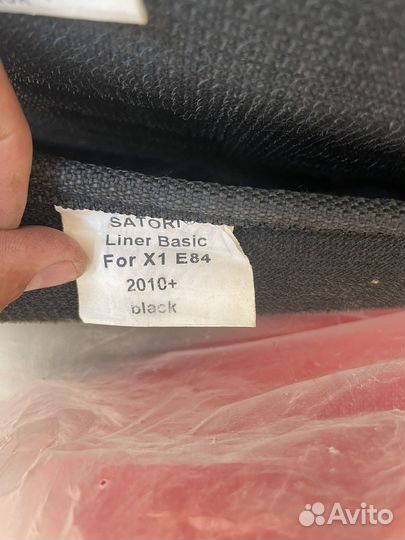 SATORI
Liner Basic
For X1 E84
2010+
black
Avito